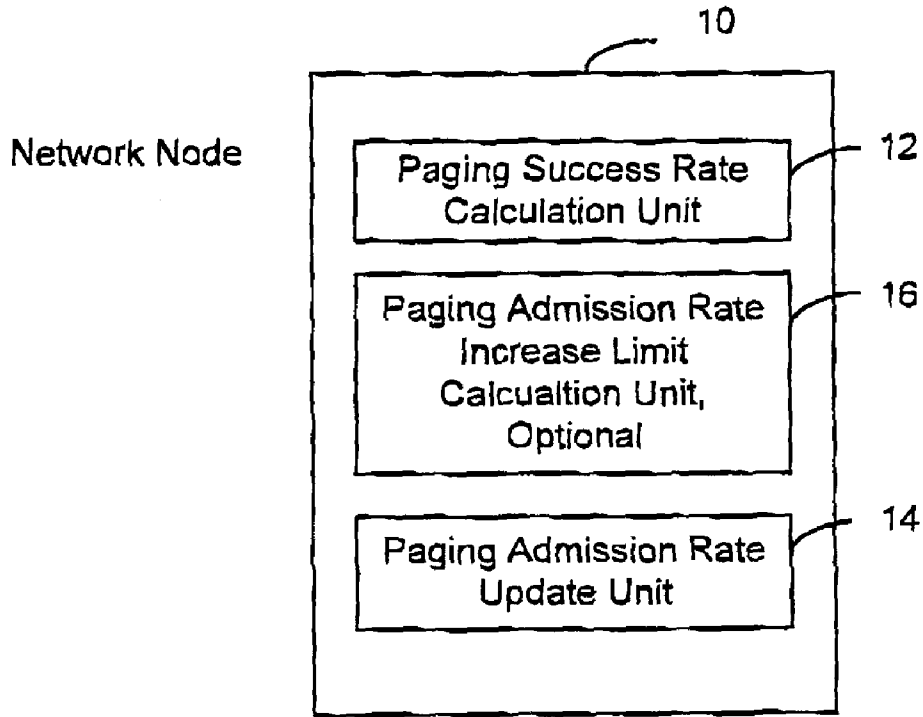 10
Network Node
Paging Success Rate
Calculation Unit
12
Paging Admission Rate
Increase Limit
Calcualtion Unit,
Optional
16
Paging Admission Rate
Update Unit
14